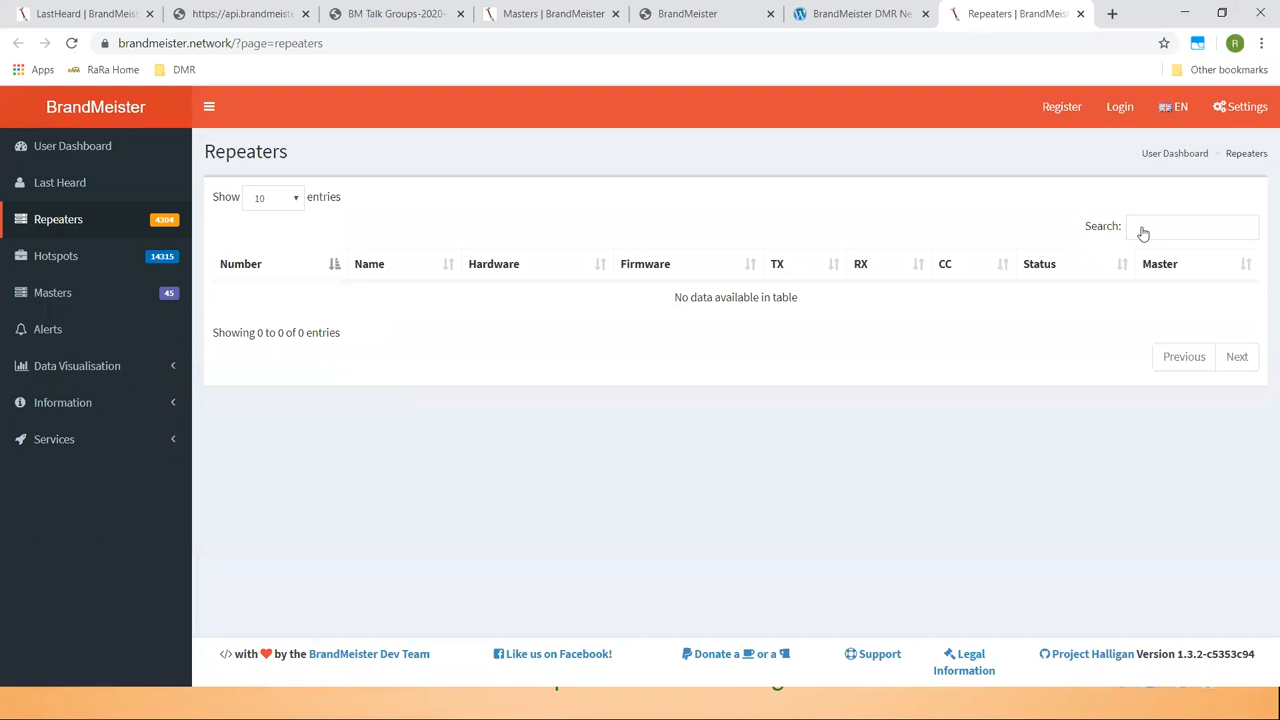 LastHeard | BrandMeist
https://api.brandmeiste
BM Talk Groups-2020-
Masters | BrandMeister
BrandMeister
BrandMeister DMR Ne
Repeaters | BrandMeist
brandmeister.network/?page=repeaters
R
Apps
RaRa Home
DMR
Other bookmarks
BrandMeister
Register
Login
EN
Settings
User Dashboard
Last Heard
Repeaters 4304
Hotspots 14315
Masters 45
Alerts
Data Visualisation
Information
Services
Repeaters
User Dashboard Repeaters
Show 10 entries
Search:
Number Name Hardware Firmware TX RX CC Status Master
No data available in table
Showing 0 to 0 of 0 entries
Previous Next
</> with ❤ by the BrandMeister Dev Team
Like us on Facebook!
Donate a or a
Support
Legal
Information
Project Halligan Version 1.3.2-c5353c94